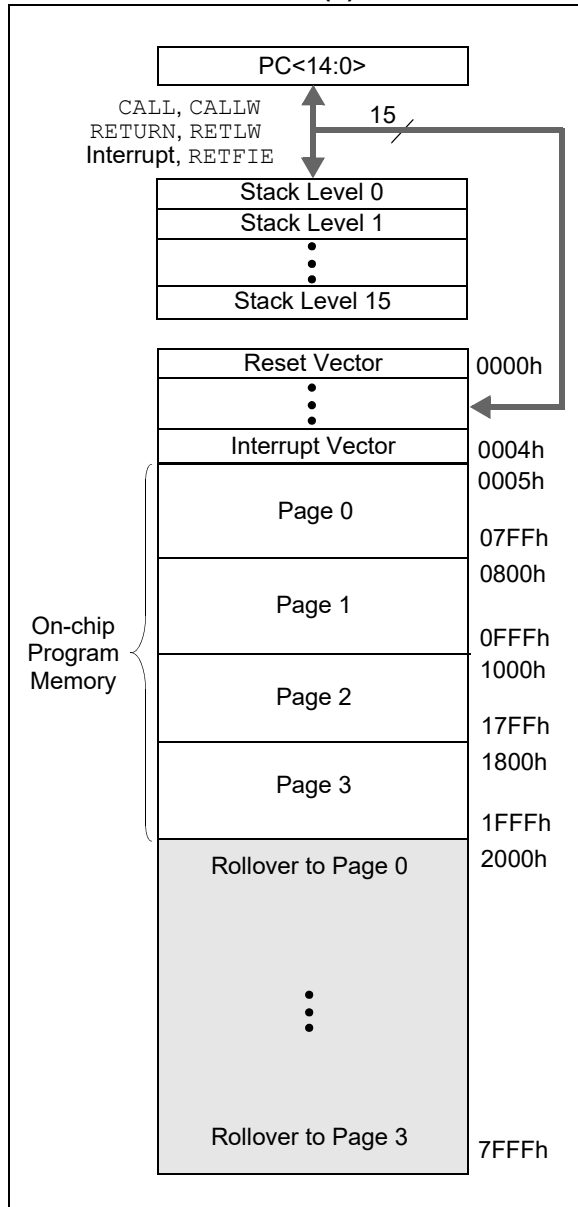 PC<14:0>
CALL, CALLW
RETURN, RETLW
Interrupt, RETFIE
15
Stack Level 0
Stack Level 1
Stack Level 15
Reset Vector
0000h
Interrupt Vector
0004h
0005h
Page 0
07FFh
0800h
Page 1
0FFFh
On-chip
Program
Memory
1000h
Page 2
17FFh
1800h
Page 3
1FFFh
2000h
Rollover to Page 0
Rollover to Page 3
7FFFh